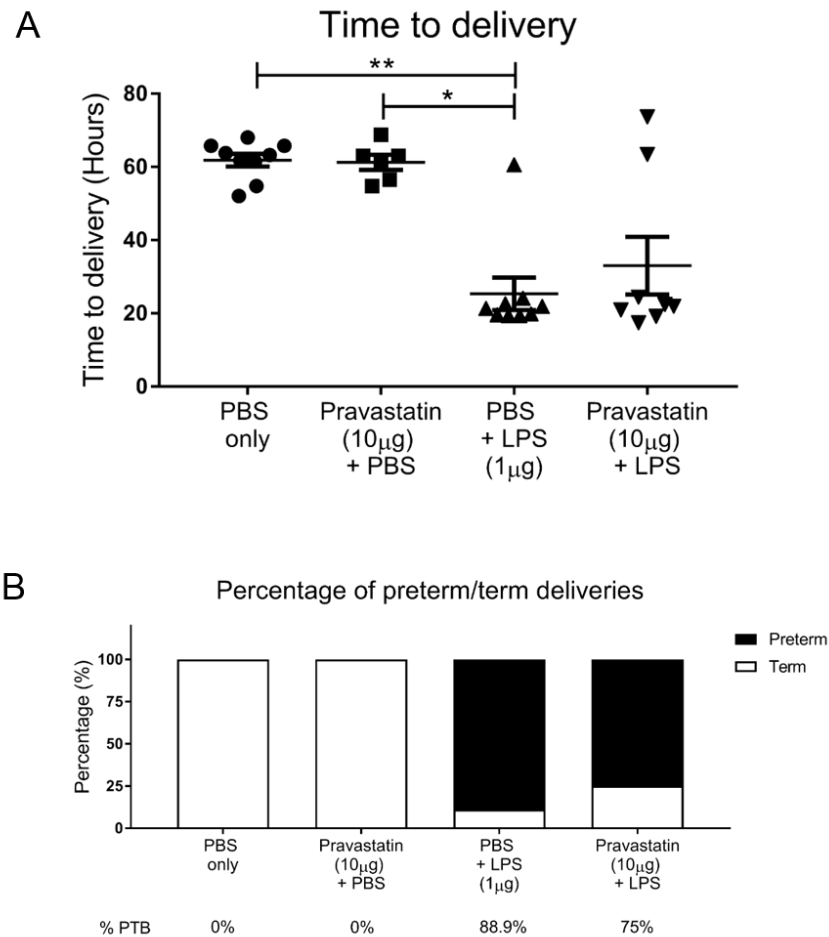 A
Time to delivery
**
*
Time to delivery (Hours)
80
60
40
20
0
PBS
only
Pravastatin
(10μg)
+ PBS
PBS
+ LPS
(1μg)
Pravastatin
(10μg)
+ LPS
B
Percentage of preterm/term deliveries
Percentage (%)
100
75
50
25
0
Preterm
Term
PBS
only
Pravastatin
(10μg)
+ PBS
PBS
+ LPS
(1μg)
Pravastatin
(10μg)
+ LPS
% PTB 0% 0% 88.9% 75%